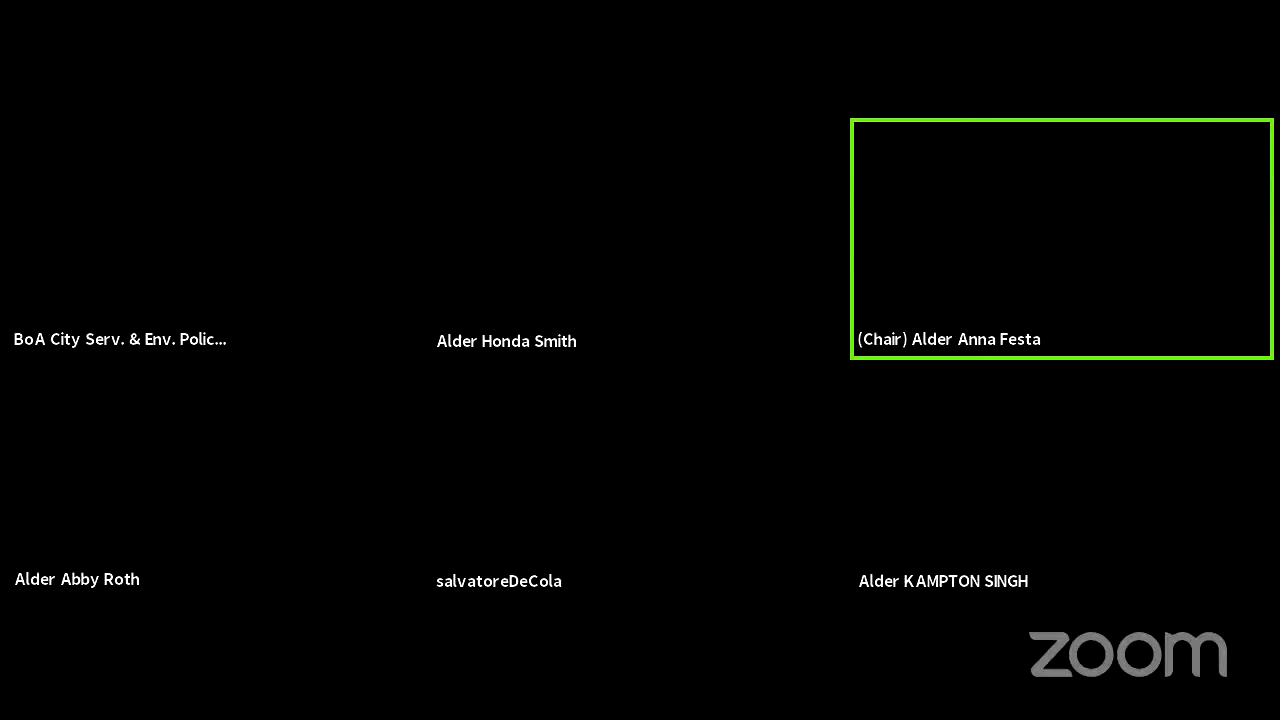 BoA City Serv. & Env. Polic...
Alder Honda Smith
(Chair) Alder Anna Festa
Alder Abby Roth
salvatoreDeCola
Alder KAMPTON SINGH
zoom